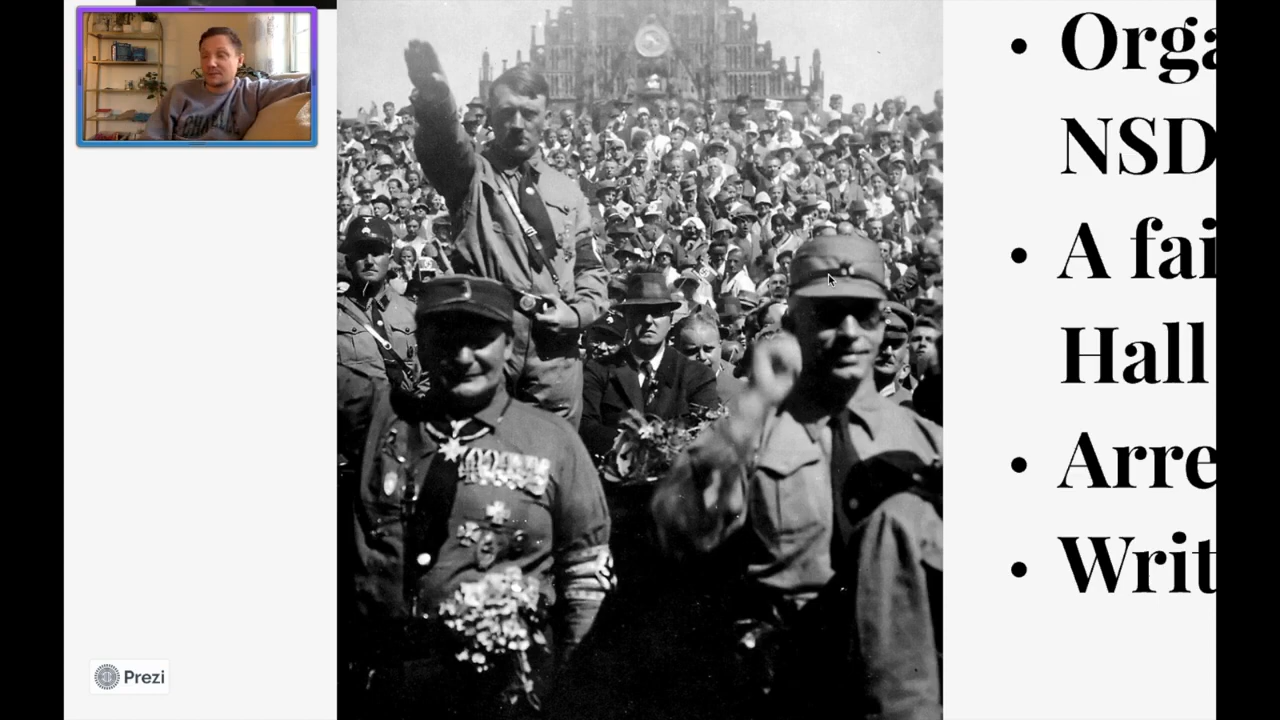 • Orga
NSD
• A fai
Hall
• Arre
• Writ
Prezi